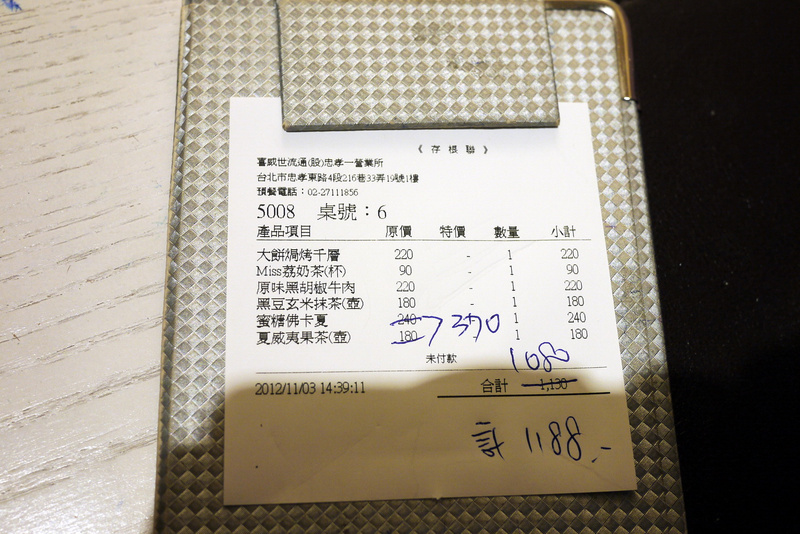 《 存 根 聯 》
喜威世流通(股)忠孝一營業所
台北市忠孝東路4段216巷33弄19號1樓
預餐電話：02-27111856
5008 桌號：6
產品項目 原價 特價 數量 小計
大餅焗烤千層 220 - 1 220
Miss荔奶茶(杯) 90 - 1 90
原味黑胡椒牛肉 220 - 1 220
黑豆玄米抹茶(壺) 180 - 1 180
蜜糖佛卡夏 240 370 1 240
夏威夷果茶(壺) 180 - 1 180
未付款 1080
2012/11/03 14:39:11 合計 1,130
1188.-